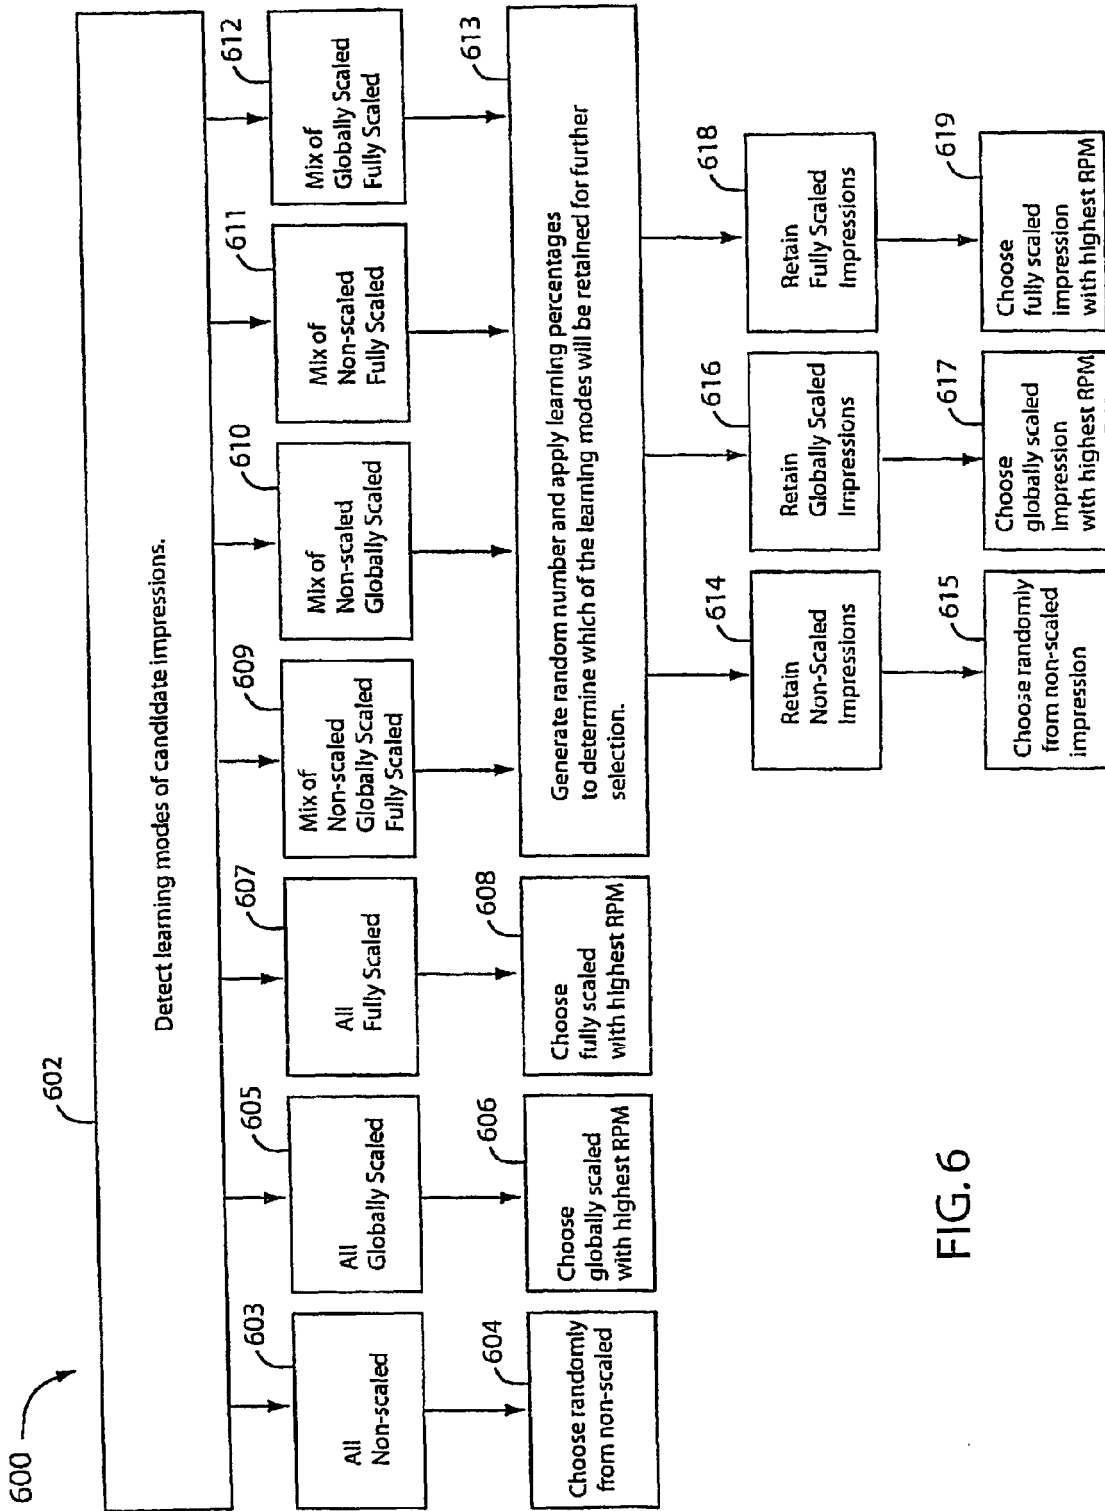 600
602
Detect learning modes of candidate impressions.
603
All
Non-scaled
605
All
Globally Scaled
607
All
Fully Scaled
609
Mix of
Non-scaled
Globally Scaled
Fully Scaled
610
Mix of
Non-scaled
Globally Scaled
611
Mix of
Non-scaled
Fully Scaled
612
Mix of
Globally Scaled
Fully Scaled
604
Choose randomly
from non-scaled
606
Choose
globally scaled
with highest RPM
608
Choose
fully scaled
with highest RPM
613
Generate random number and apply learning percentages
to determine which of the learning modes will be retained for further
selection.
614
Retain
Non-Scaled
Impressions
616
Retain
Globally Scaled
Impressions
618
Retain
Fully Scaled
Impressions
615
Choose randomly
from non-scaled
impression
617
Choose
globally scaled
impression
with highest RPM
619
Choose
fully scaled
impression
with highest RPM
FIG. 6